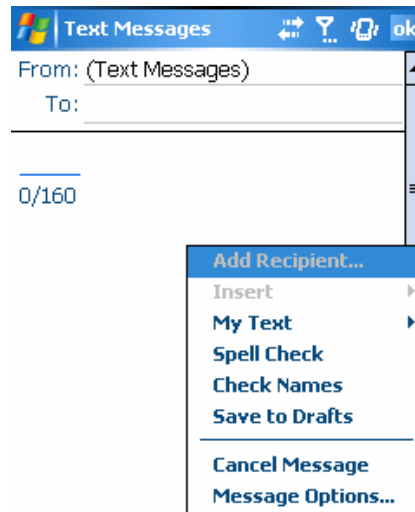 Text Messages ok
From: (Text Messages)
To:
0/160
Add Recipient...
Insert
My Text
Spell Check
Check Names
Save to Drafts
Cancel Message
Message Options...